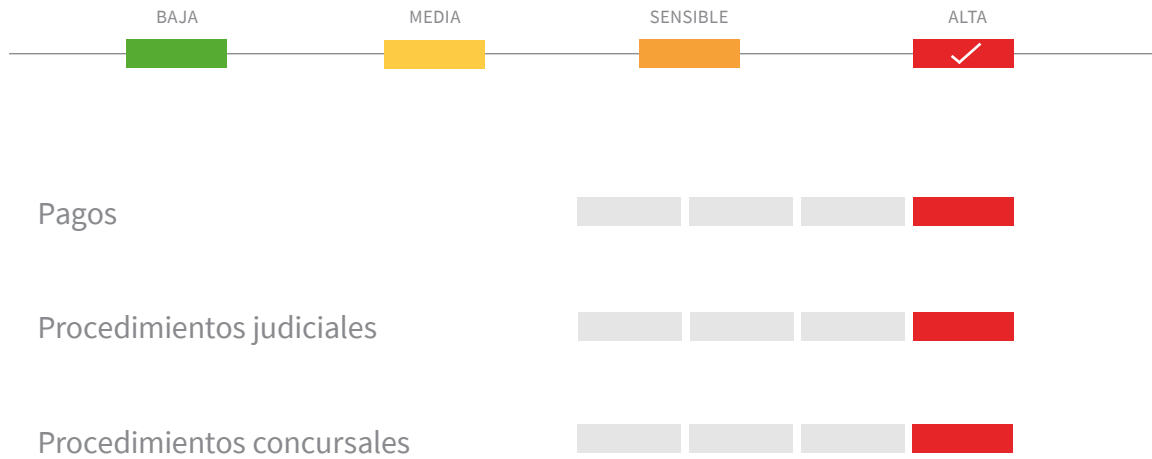 BAJA MEDIA SENSIBLE ALTA
Pagos
Procedimientos judiciales
Procedimientos concursales